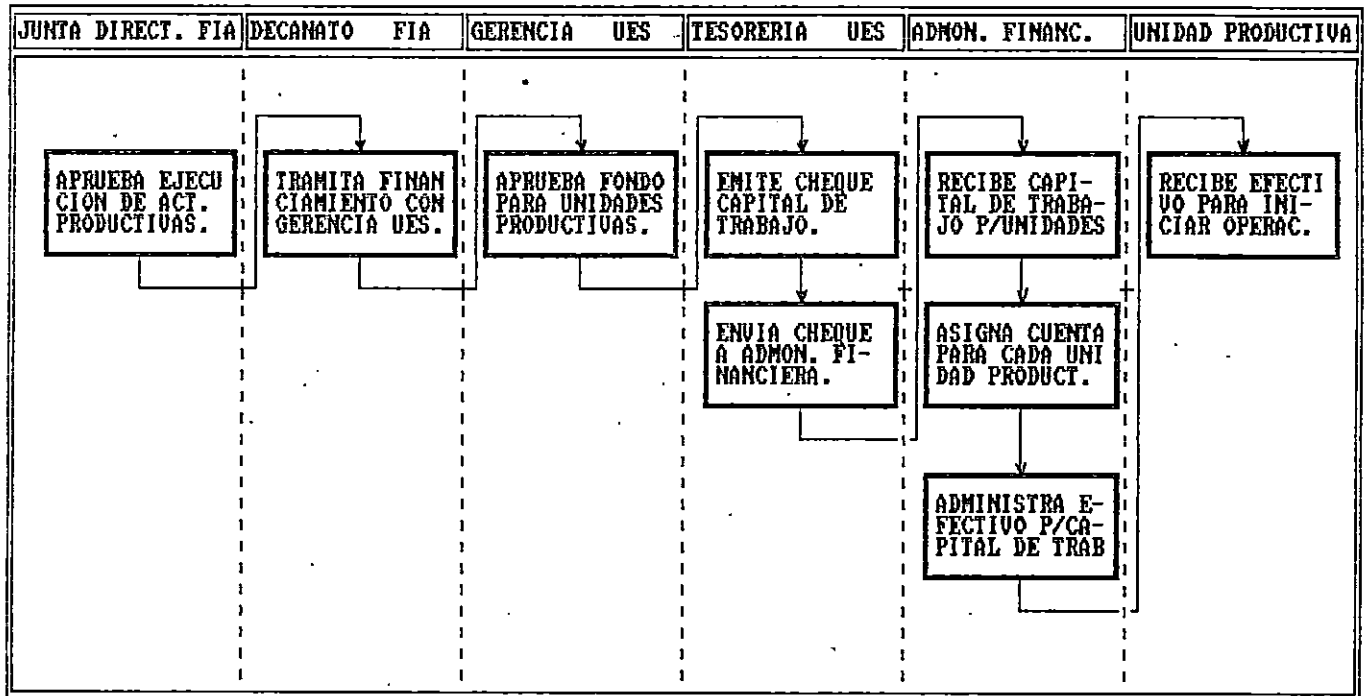 JUNTA DIRECT. FIA DECANATO FIA GERENCIA UES TESORERIA UES ADMON. FINANC. UNIDAD PRODUCTIVA
APRUEBA EJECU
CION DE ACT.
PRODUCTIVAS.
TRAMITA FINAN
CIAMIENTO CON
GERENCIA UES.
APRUEBA FONDO
PARA UNIDADES
PRODUCTIVAS.
EMITE CHEQUE
CAPITAL DE
TRABAJO.
ENVIA CHEQUE
A ADMON. FI-
NANCIERA.
RECIBE CAPI-
TAL DE TRABA-
JO P/UNIDADES
ASIGNA CUENTA
PARA CADA UNI
DAD PRODUCT.
ADMINISTRA E-
FECTIVO P/CA-
PITAL DE TRAB
RECIBE EFECTI
VO PARA INI-
CIAR OPERAC.